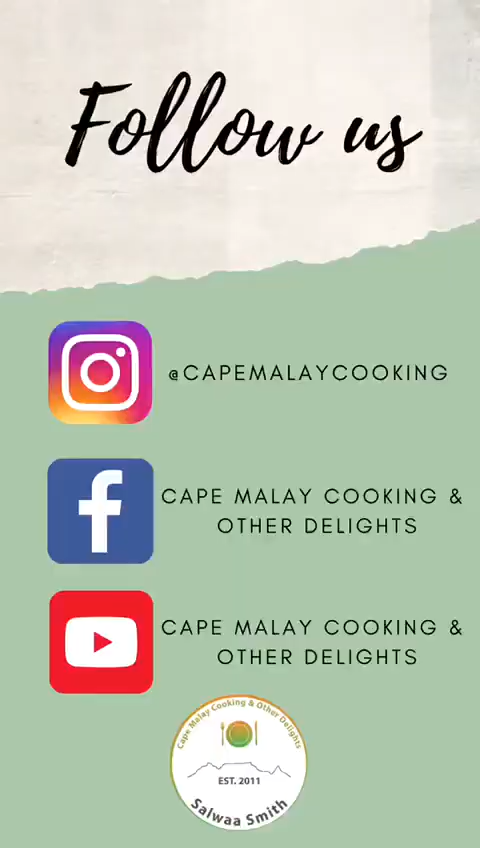 Follow us
@CAPEMALAYCOOKING
CAPE MALAY COOKING &
OTHER DELIGHTS
CAPE MALAY COOKING &
OTHER DELIGHTS
Cape Malay Cooking & Other Delights
EST. 2011
Salwaa Smith